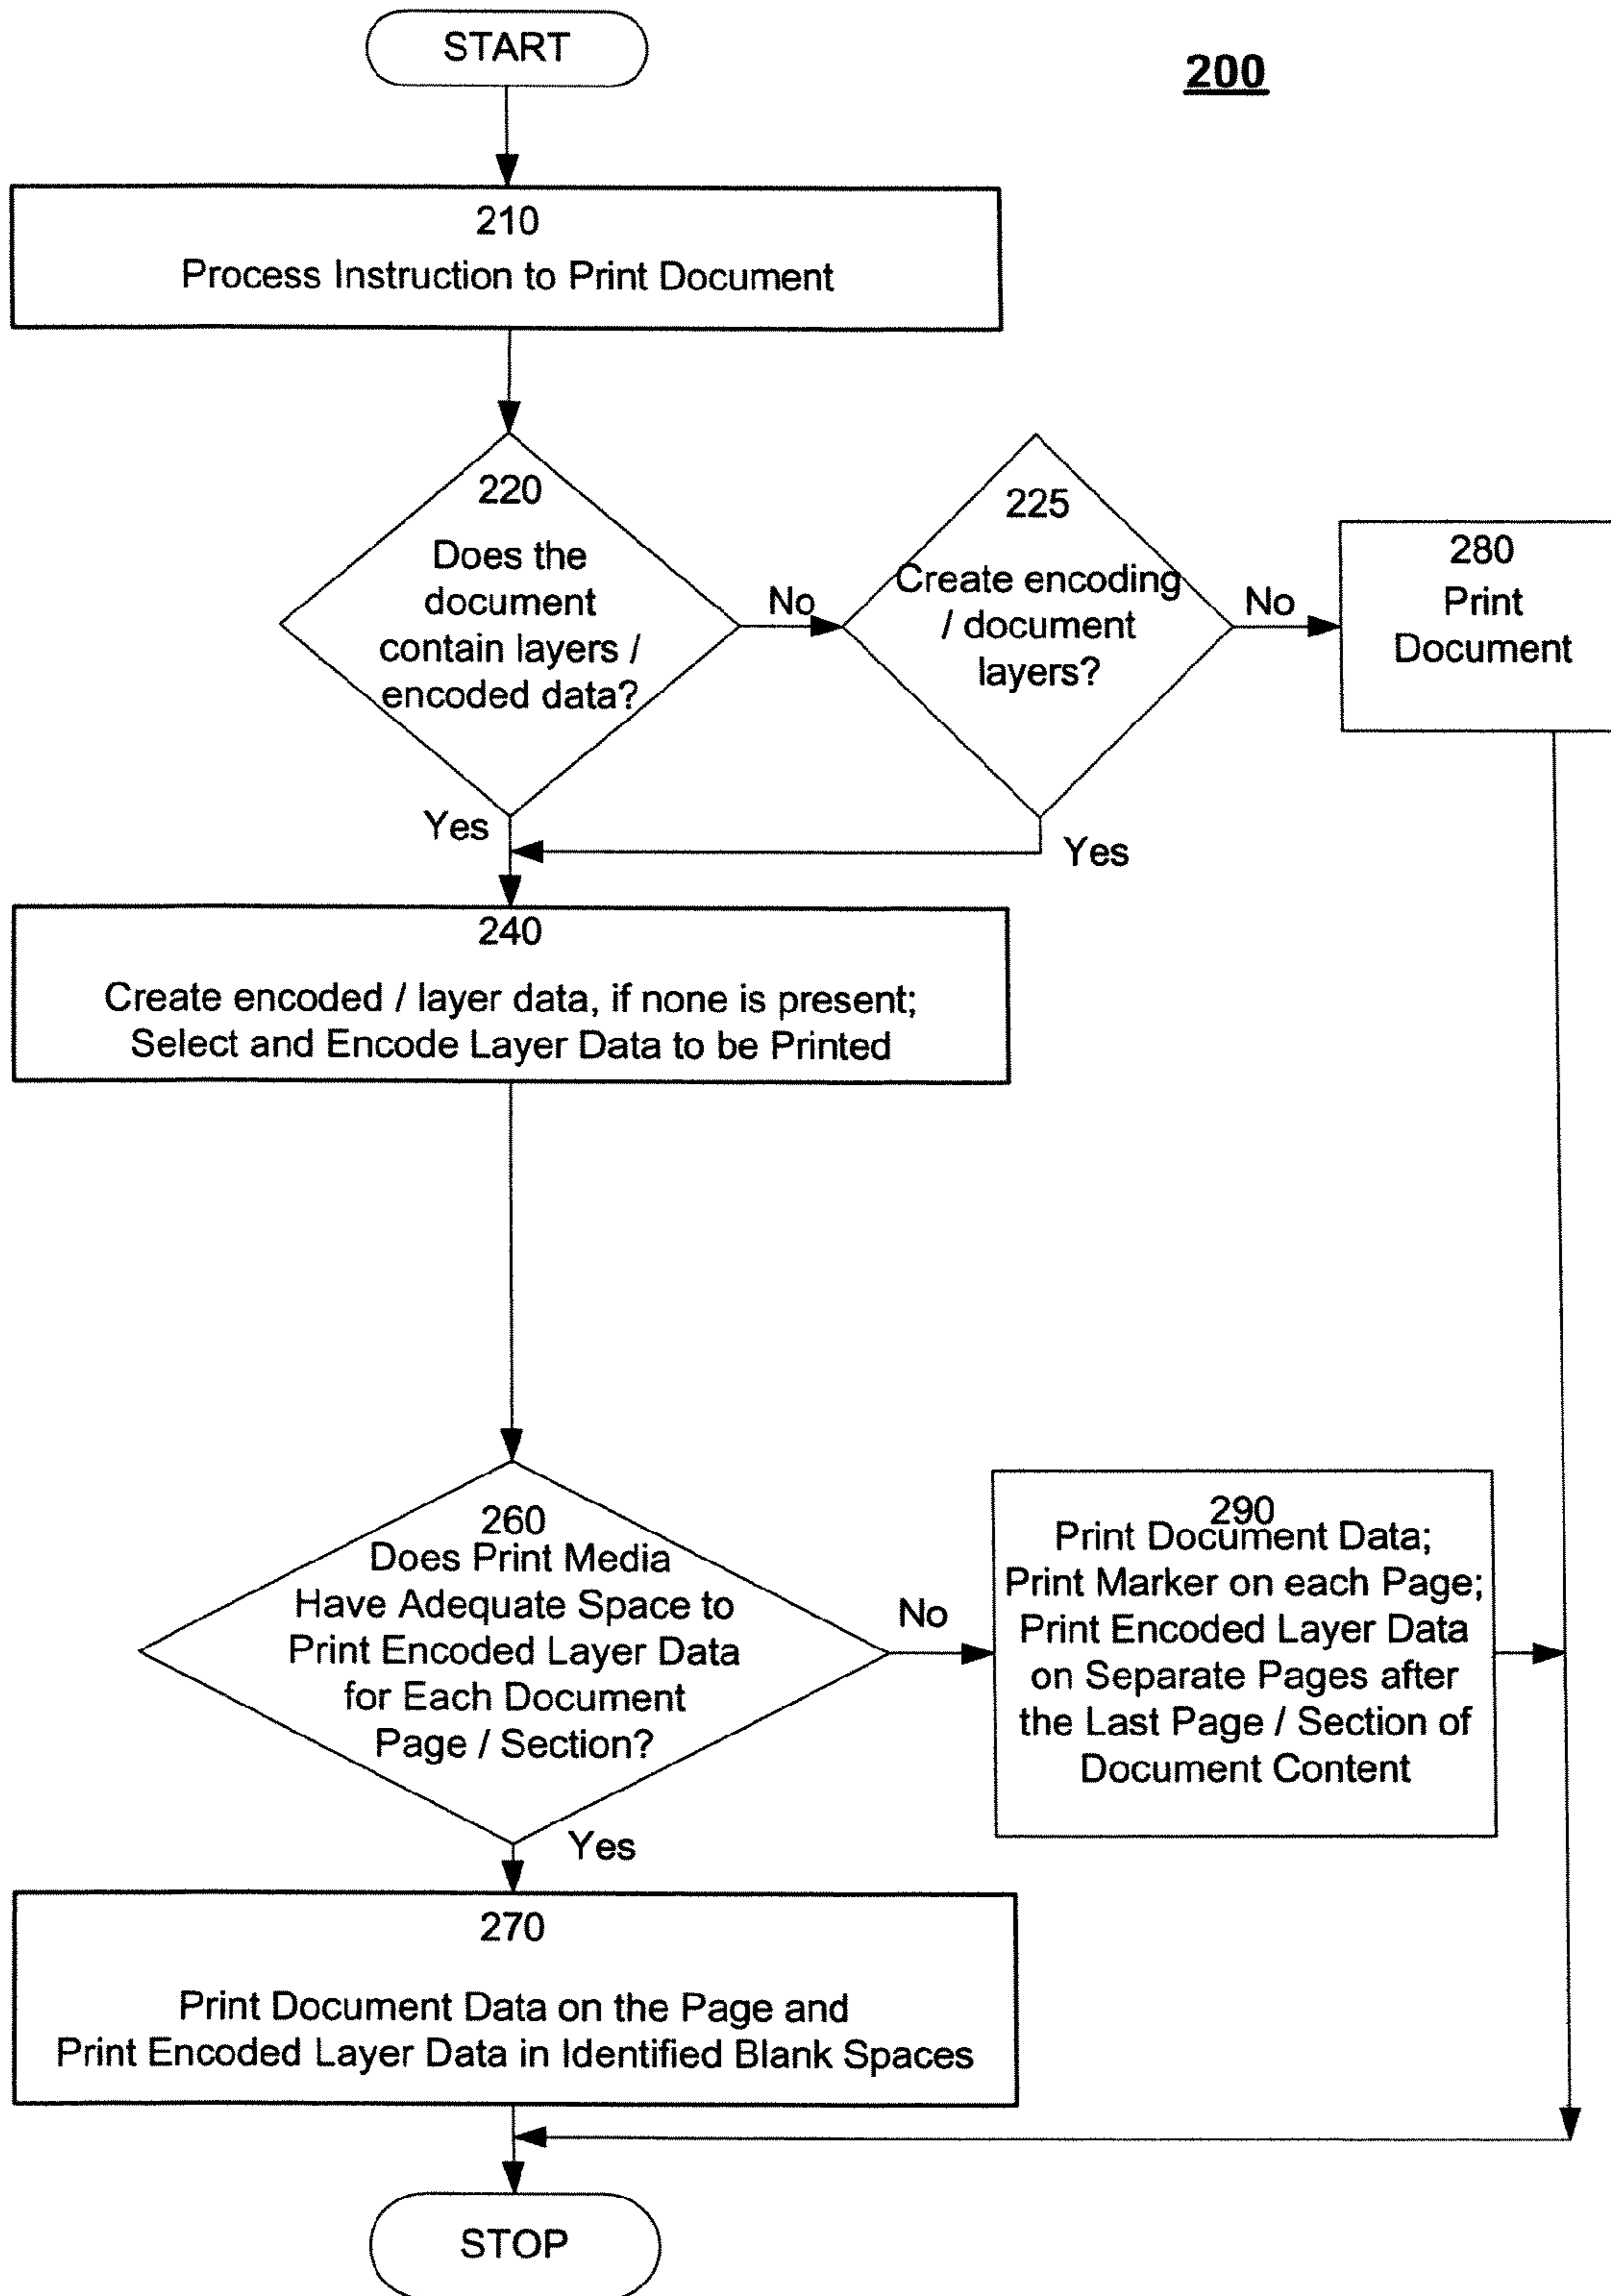 START
200
210
Process Instruction to Print Document
220
Does the
document
contain layers /
encoded data?
No
225
Create encoding
/ document
layers?
No
280
Print
Document
Yes
Yes
240
Create encoded / layer data, if none is present;
Select and Encode Layer Data to be Printed
260
Does Print Media
Have Adequate Space to
Print Encoded Layer Data
for Each Document
Page / Section?
No
290
Print Document Data;
Print Marker on each Page;
Print Encoded Layer Data
on Separate Pages after
the Last Page / Section of
Document Content
Yes
270
Print Document Data on the Page and
Print Encoded Layer Data in Identified Blank Spaces
STOP